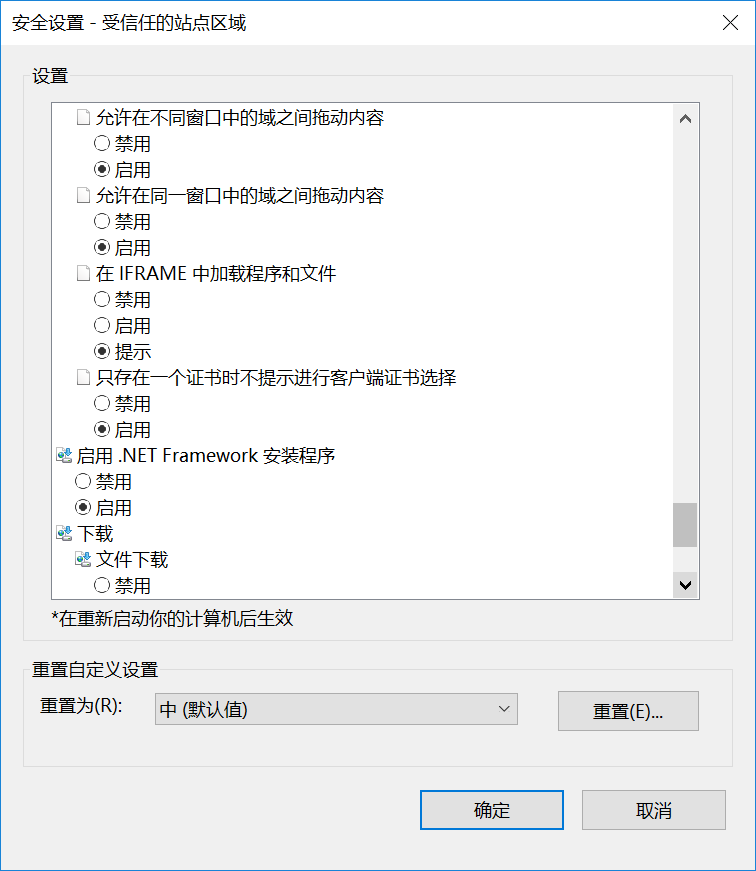 安全设置 - 受信任的站点区域
设置
允许在不同窗口中的域之间拖动内容
禁用
启用
允许在同一窗口中的域之间拖动内容
禁用
启用
在 IFRAME 中加载程序和文件
禁用
启用
提示
只存在一个证书时不提示进行客户端证书选择
禁用
启用
启用 .NET Framework 安装程序
禁用
启用
下载
文件下载
禁用
*在重新启动你的计算机后生效
重置自定义设置
重置为(R): 中 (默认值) 重置(E)...
确定 取消